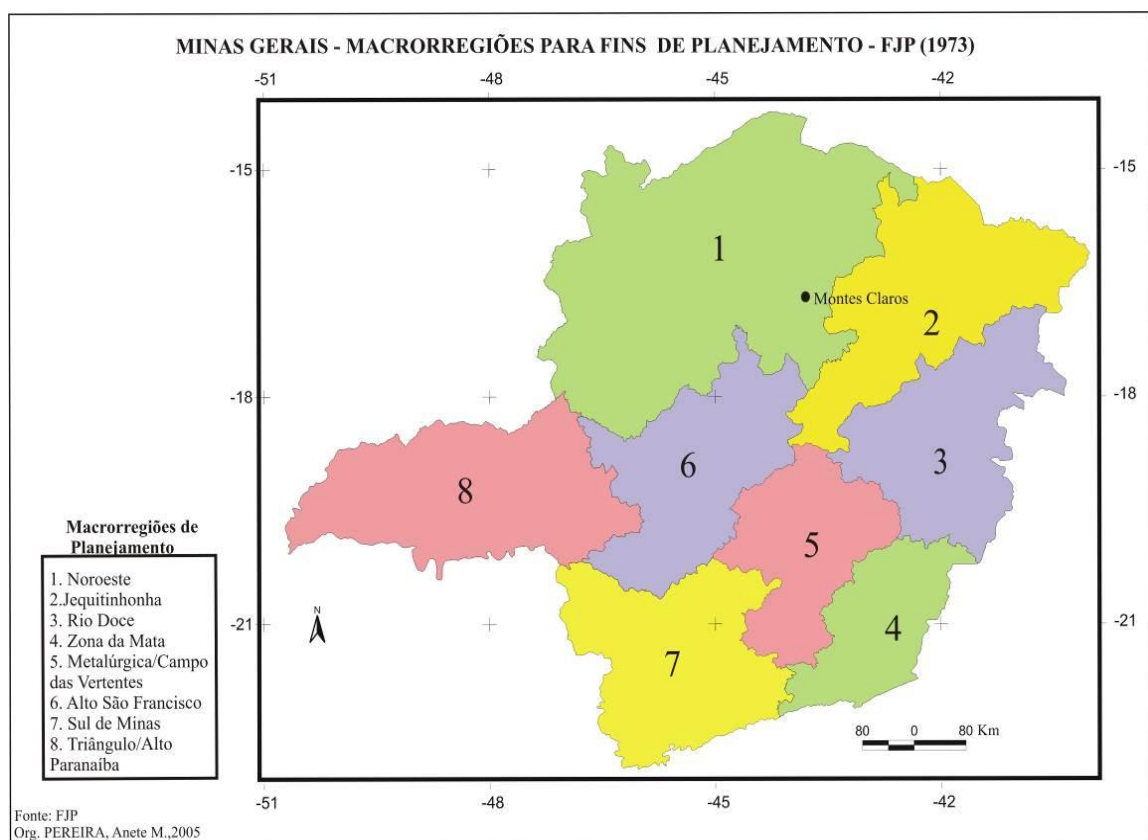 MINAS GERAIS - MACRORREGIÕES PARA FINS DE PLANEJAMENTO - FJP (1973)
-51
-48
-45
-42
-15
-15
1
Montes Claros
2
-18
-18
6
3
8
5
Macrorregiões de
Planejamento
1. Noroeste
2.Jequitinhonha
3. Rio Doce
4. Zona da Mata
5. Metalúrgica/Campo
das Vertentes
6. Alto São Francisco
7. Sul de Minas
8. Triângulo/Alto
Paranaíba
N
-21
-21
4
7
80 0 80 Km
-51
-48
-45
-42
Fonte: FJP
Org. PEREIRA, Anete M.,2005